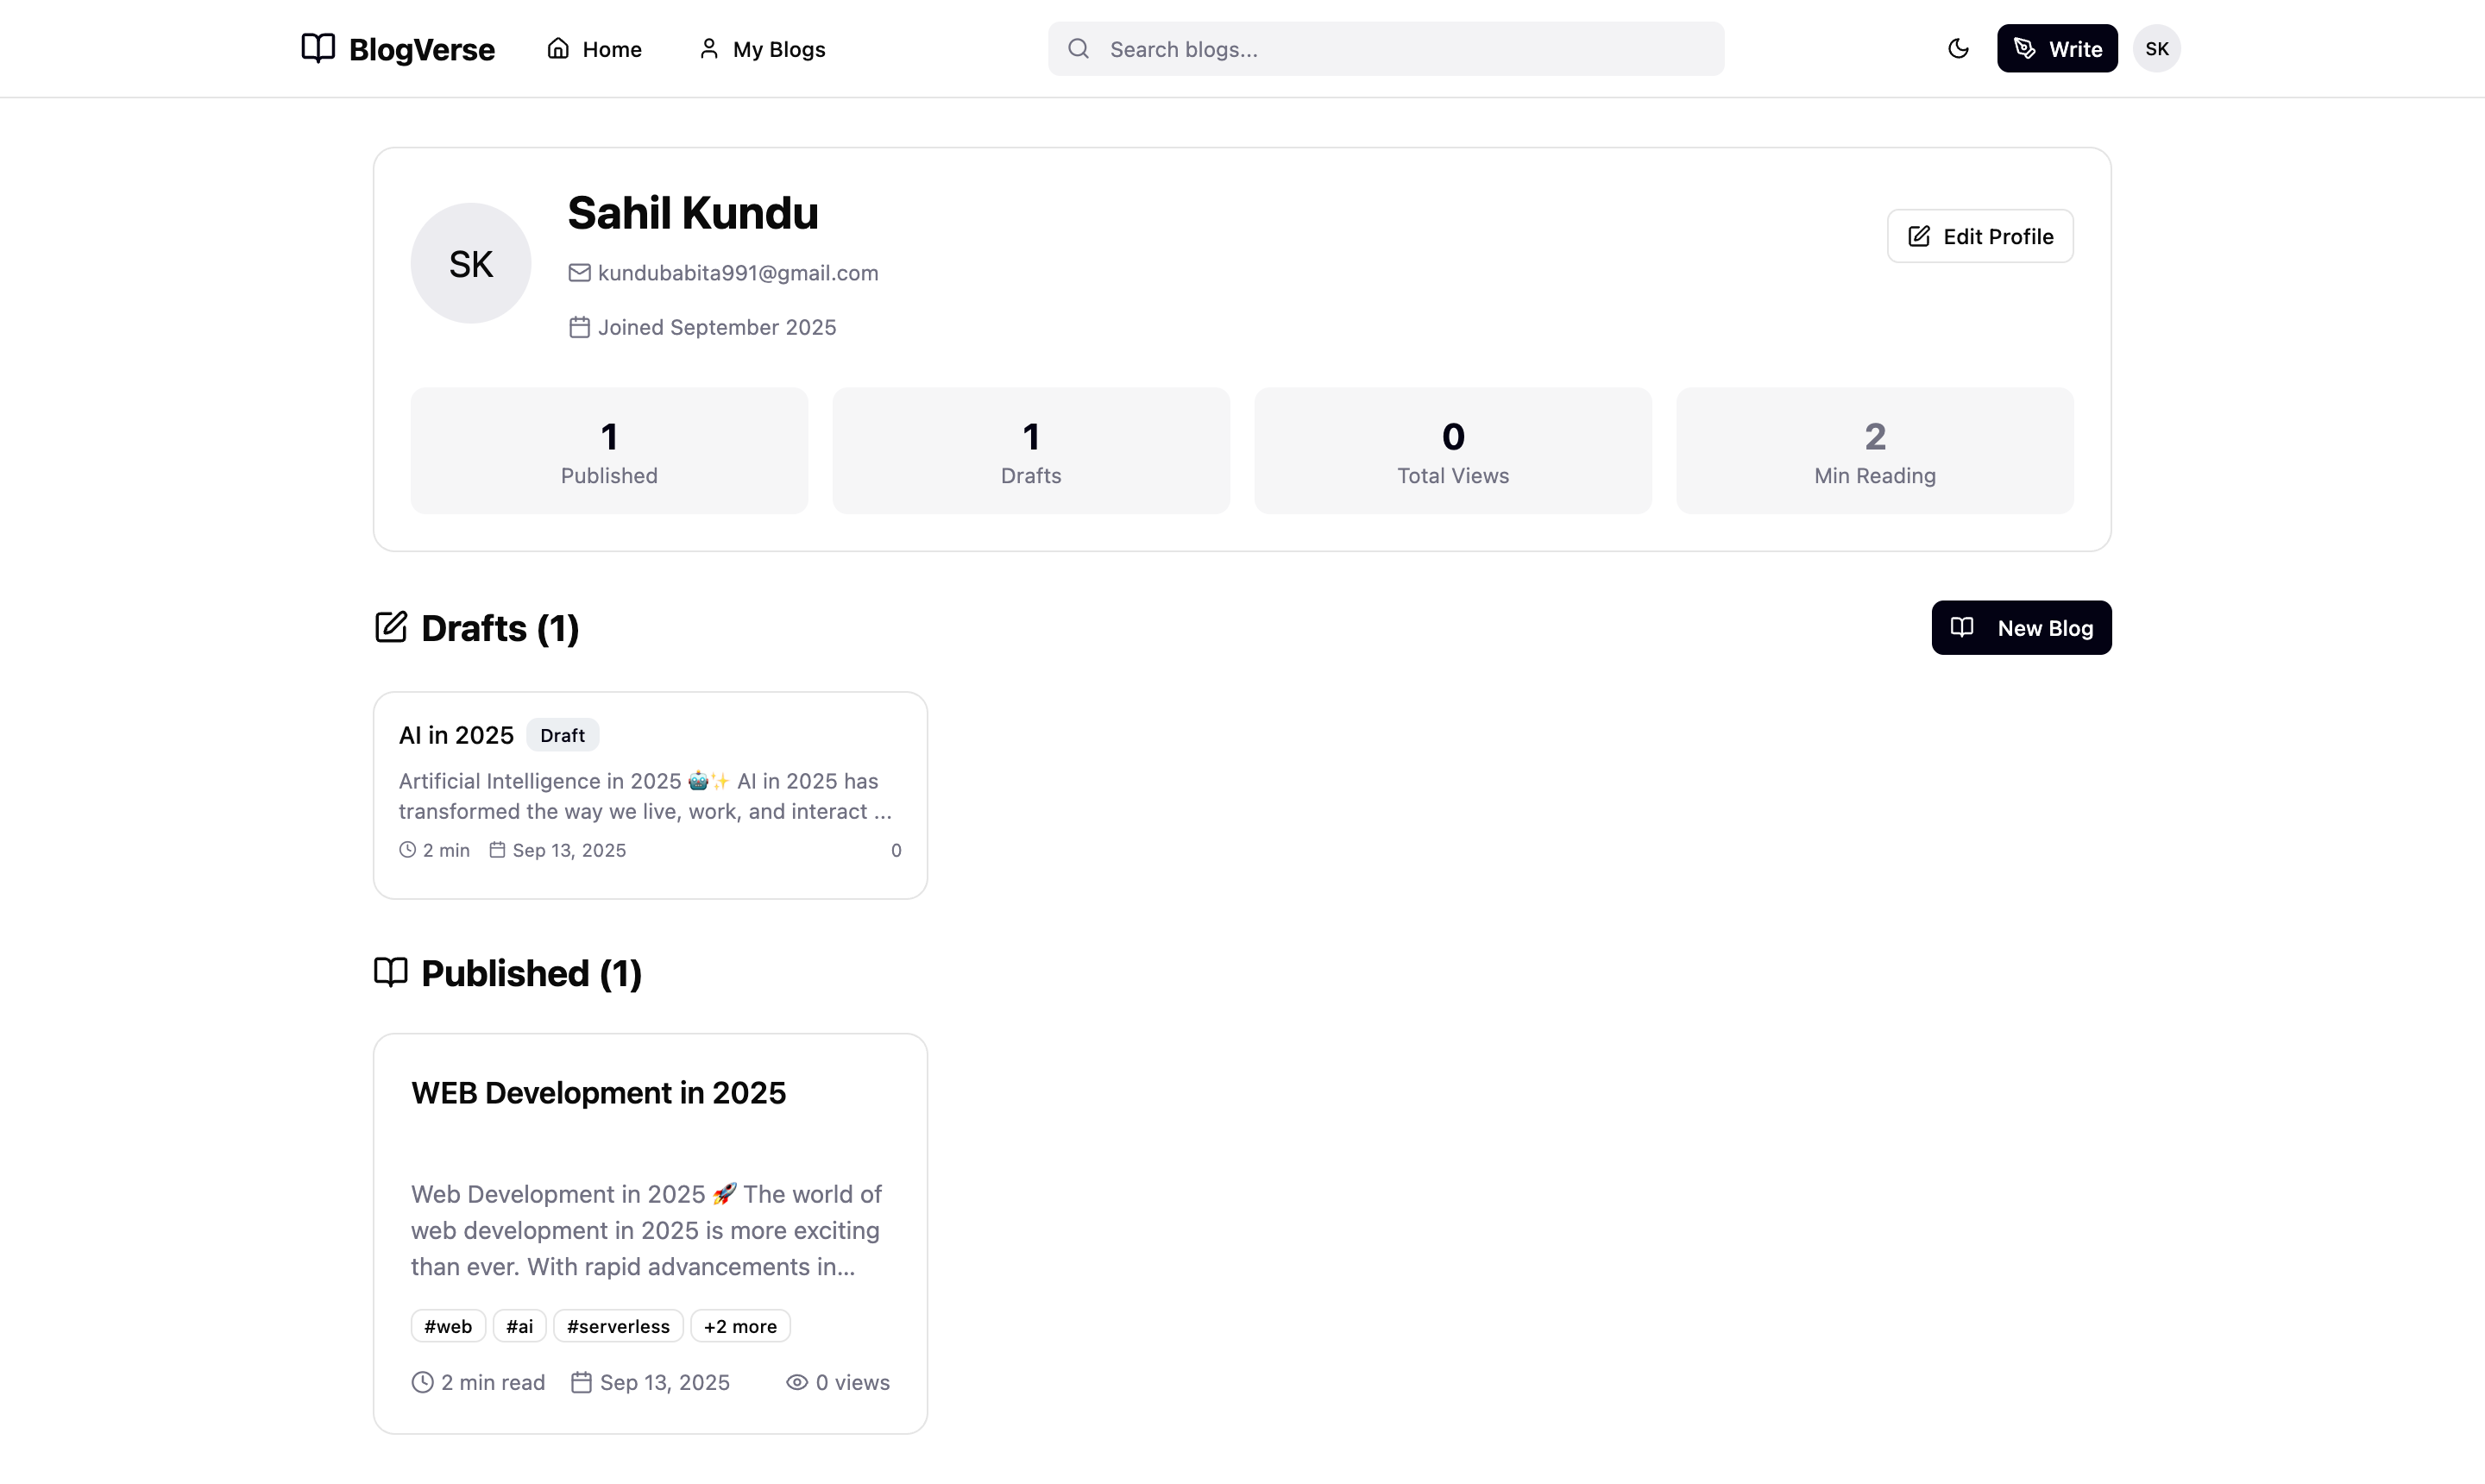 BlogVerse
Home
My Blogs
Search blogs...
Write
SK
SK
Sahil Kundu
kundubabita991@gmail.com
Joined September 2025
Edit Profile
1
Published
1
Drafts
0
Total Views
2
Min Reading
Drafts (1)
New Blog
AI in 2025
Draft
Artificial Intelligence in 2025 🤖✨ AI in 2025 has
transformed the way we live, work, and interact ...
2 min
Sep 13, 2025
0
Published (1)
WEB Development in 2025
Web Development in 2025 🚀 The world of
web development in 2025 is more exciting
than ever. With rapid advancements in...
#web
#ai
#serverless
+2 more
2 min read
Sep 13, 2025
0 views